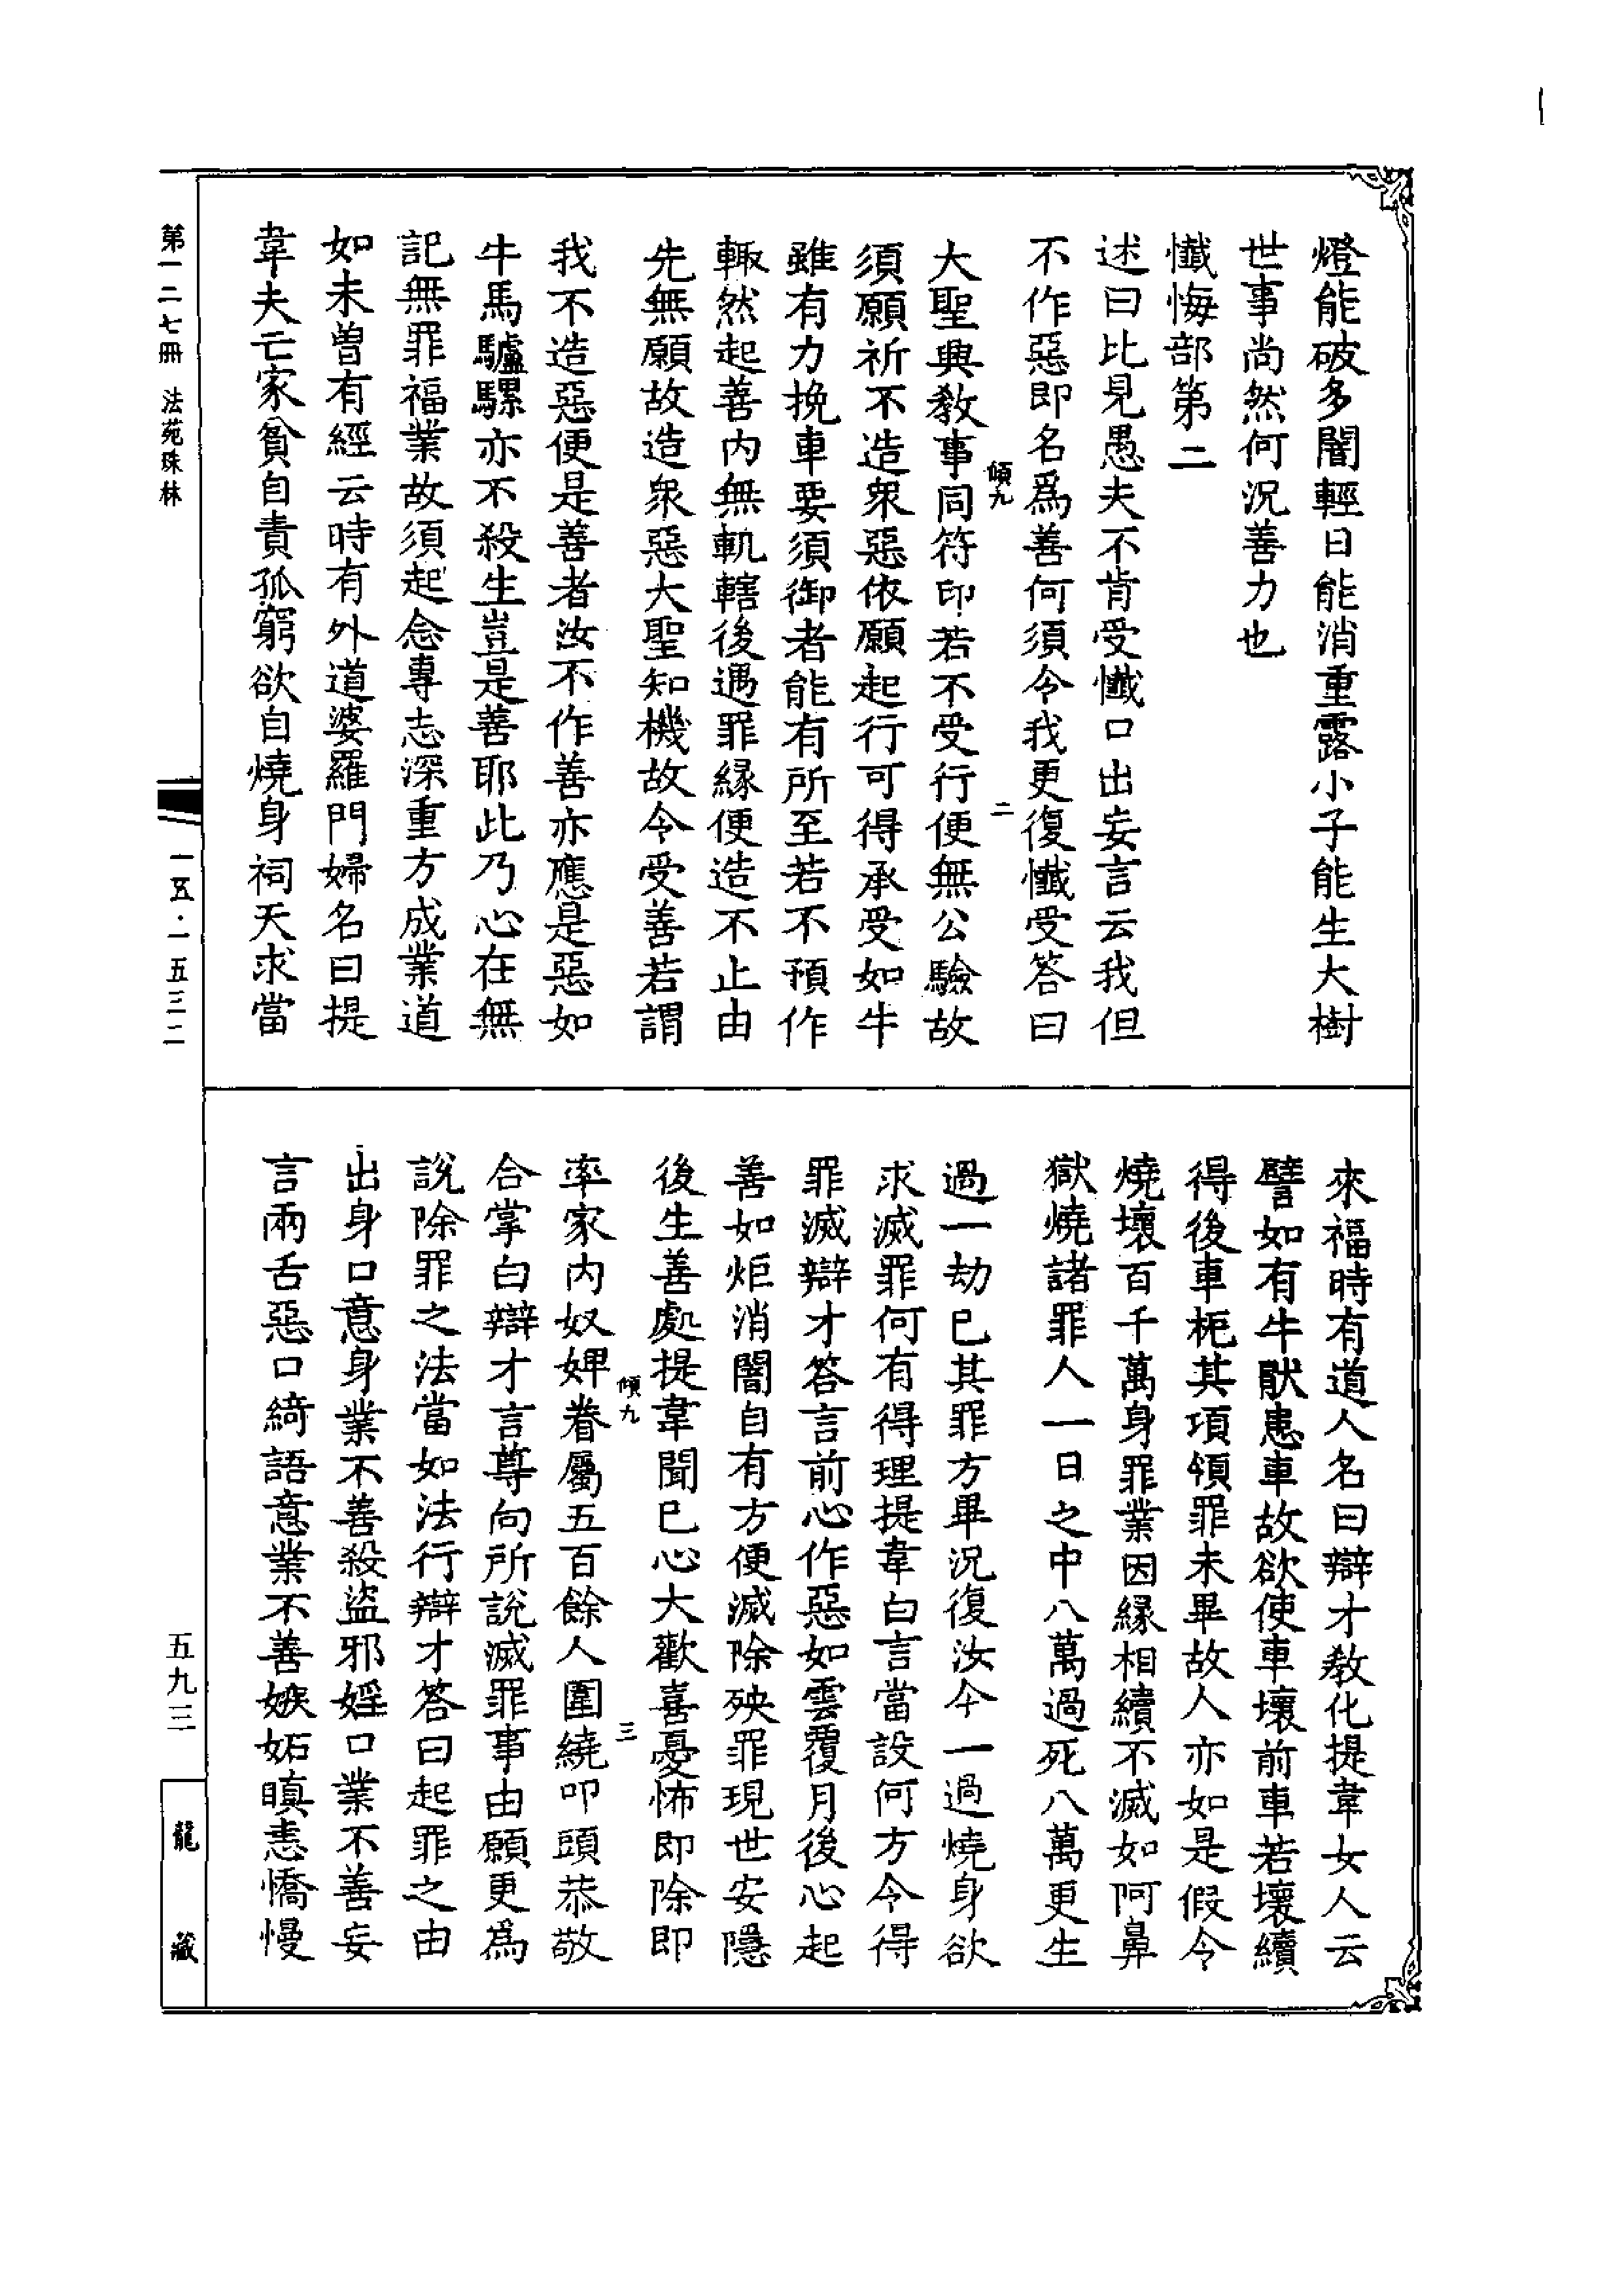 燈能破多闇輕日能消重露小子能生大樹
世事尚然何況善力也
懺悔部第二
述曰比見愚夫不肯受懺口出妄言云我但
不作惡即名爲善何須令我更復懺受答曰
傾九
二
大聖典教事同符印若不受行便無公驗故
須願祈不造衆惡依願起行可得承受如牛
雖有力挽車要須御者能有所至若不預作
輙然起善內無軌轄後遇罪緣便造不止由
先無願故造衆惡大聖知機故令受善若謂
我不造惡便是善者汝不作善亦應是惡如
牛馬驢騾亦不殺生豈是善耶此乃心在無
記無罪福業故須起念專志深重方成業道
如未曾有經云時有外道婆羅門婦名曰提
韋夫亡家貧自責孤窮欲自燒身祠天求當
來福時有道人名曰辯才教化提韋女人云
譬如有牛猒患車故欲使車壞前車若壞續
得後車枙其項領罪未畢故人亦如是假令
燒壞百千萬身罪業因緣相續不滅如阿鼻
獄燒諸罪人一日之中八萬過死八萬更生
過一劫已其罪方畢況復汝今一過燒身欲
求滅罪何有得理提韋白言當設何方令得
罪滅辯才答言前心作惡如雲覆月後心起
善如炬消闇自有方便滅除殃罪現世安隱
後生善處提韋聞已心大歡喜憂怖即除即
傾九
三
率家內奴婢眷屬五百餘人圍繞叩頭恭敬
合掌白辯才言尊向所說滅罪事由願更爲
說除罪之法當如法行辯才答曰起罪之由
出身口意身業不善殺盜邪婬口業不善妄
言兩舌惡口綺語意業不善嫉妬瞋恚憍慢
第一二七冊 法苑珠林
一五·一五三二
五九三
龍藏